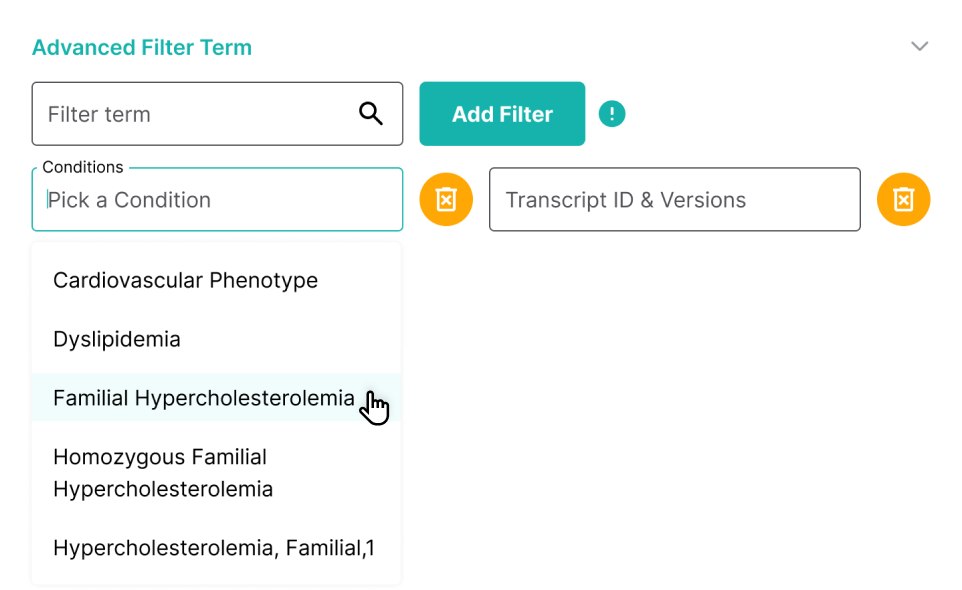 Advanced Filter Term
Filter term
Add Filter
!
Conditions
Pick a Condition
Transcript ID & Versions
Cardiovascular Phenotype
Dyslipidemia
Familial Hypercholesterolemia
Homozygous Familial
Hypercholesterolemia
Hypercholesterolemia, Familial,1